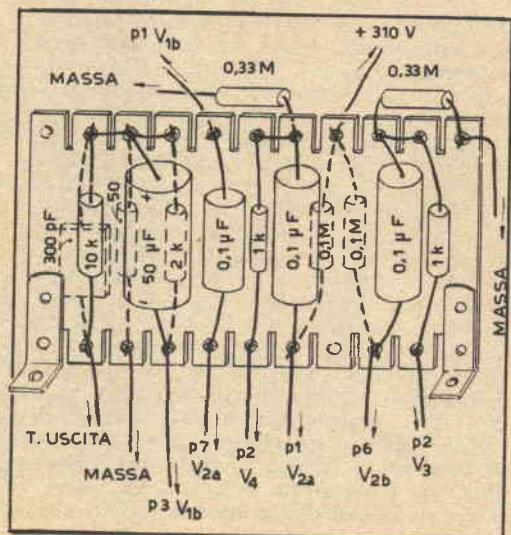 p1 V1b
+ 310 V
MASSA
0,33 M
0,33 M
300 pF
10 k
50
50 µF
+
-
2 k
0,1 µF
1 k
0,1 µF
0,1M
0,1M
0,1 µF
1 k
MASSA
T. USCITA
MASSA
p3 V1b
p7
V2a
p2
V4
p1
V2a
p6
V2b
p2
V3